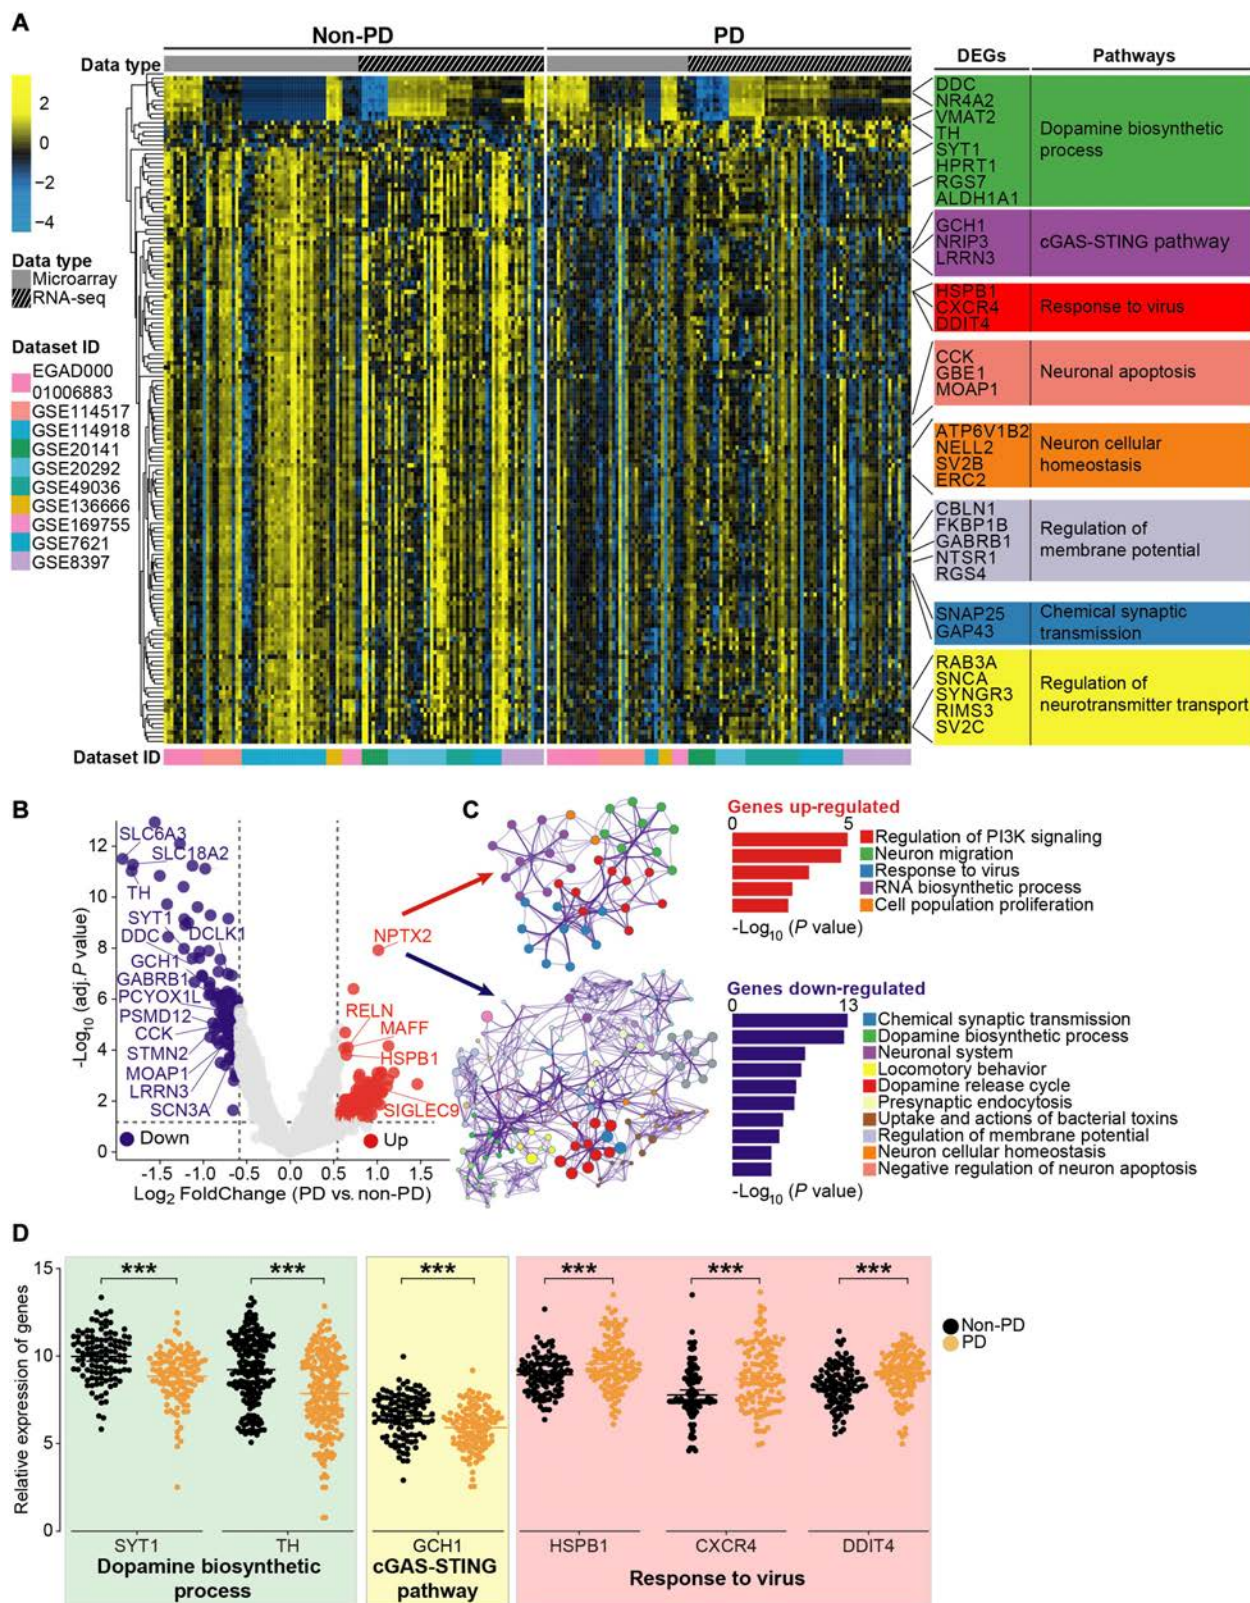 A
Non-PD
PD
Data type
DEGs
Pathways
2
0
−2
−4
Data type
Microarray
RNA-seq
Dataset ID
EGAD000
01006883
GSE114517
GSE114918
GSE20141
GSE20292
GSE49036
GSE136666
GSE169755
GSE7621
GSE8397
DDC
NR4A2
VMAT2
TH
SYT1
HPRT1
RGS7
ALDH1A1
Dopamine biosynthetic
process
GCH1
NRIP3
LRRN3
cGAS-STING pathway
HSPB1
CXCR4
DDIT4
Response to virus
CCK
GBE1
MOAP1
Neuronal apoptosis
ATP6V1B2
NELL2
SV2B
ERC2
Neuron cellular
homeostasis
CBLN1
FKBP1B
GABRB1
NTSR1
RGS4
Regulation of
membrane potential
SNAP25
GAP43
Chemical synaptic
transmission
RAB3A
SNCA
SYNGR3
RIMS3
SV2C
Regulation of
neurotransmitter transport
Dataset ID
B
-Log10 (adj.P value)
12
10
8
6
4
2
0
SLC6A3
SLC18A2
TH
SYT1
DCLK1
DDC
GCH1
GABRB1
PCYOX1L
PSMD12
CCK
STMN2
MOAP1
LRRN3
SCN3A
NPTX2
RELN
MAFF
HSPB1
SIGLEC9
Down
Up
-1.5 -1.0 -0.5 0.0 0.5 1.0 1.5
Log2 FoldChange (PD vs. non-PD)
C
Genes up-regulated
0 5
Regulation of PI3K signaling
Neuron migration
Response to virus
RNA biosynthetic process
Cell population proliferation
-Log10 (P value)
Genes down-regulated
0 13
Chemical synaptic transmission
Dopamine biosynthetic process
Neuronal system
Locomotory behavior
Dopamine release cycle
Presynaptic endocytosis
Uptake and actions of bacterial toxins
Regulation of membrane potential
Neuron cellular homeostasis
Negative regulation of neuron apoptosis
-Log10 (P value)
D
Relative expression of genes
15
10
5
0
*** *** *** *** *** ***
Non-PD
PD
SYT1 TH GCH1 HSPB1 CXCR4 DDIT4
Dopamine biosynthetic
process
cGAS-STING
pathway
Response to virus